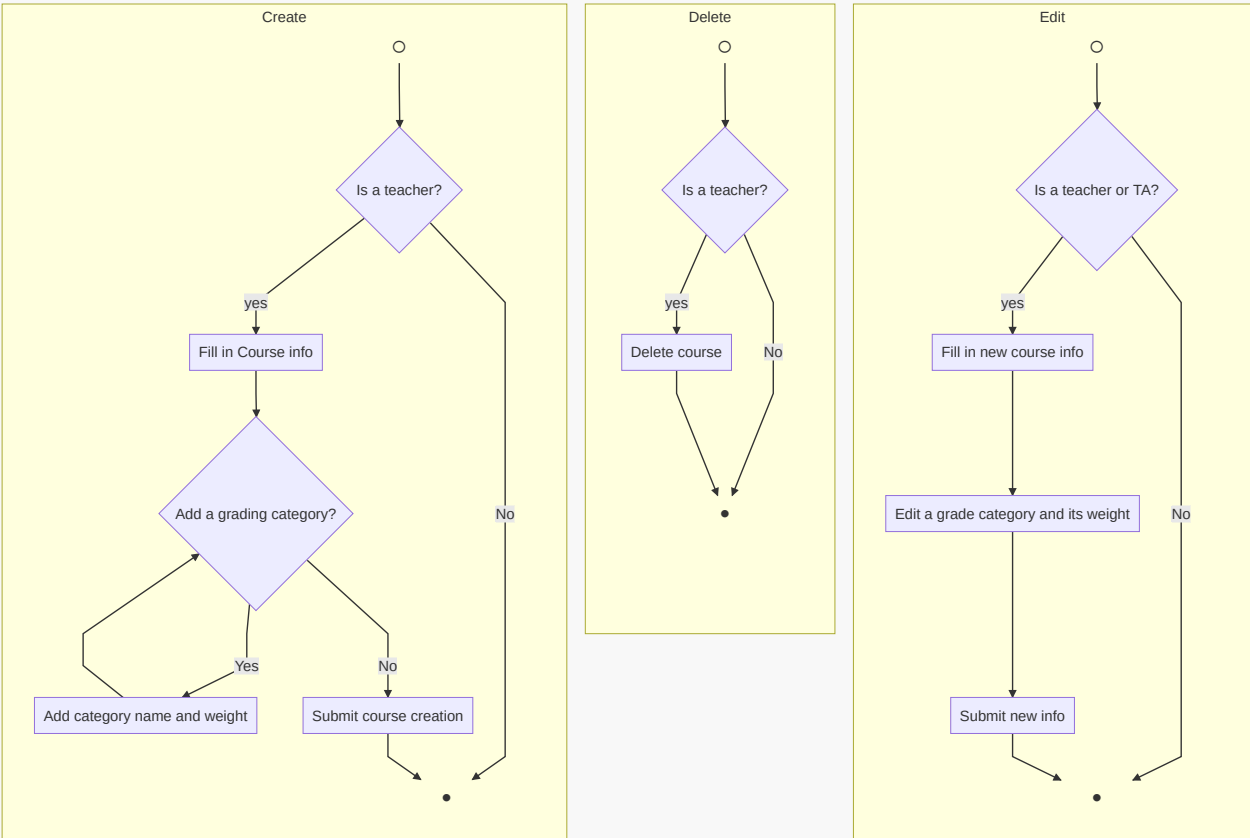 Create
Is a teacher?
yes
Fill in Course info
Add a grading category?
No
Yes
No
Add category name and weight
Submit course creation
Delete
Is a teacher?
yes
Delete course
No
Edit
Is a teacher or TA?
yes
Fill in new course info
Edit a grade category and its weight
No
Submit new info